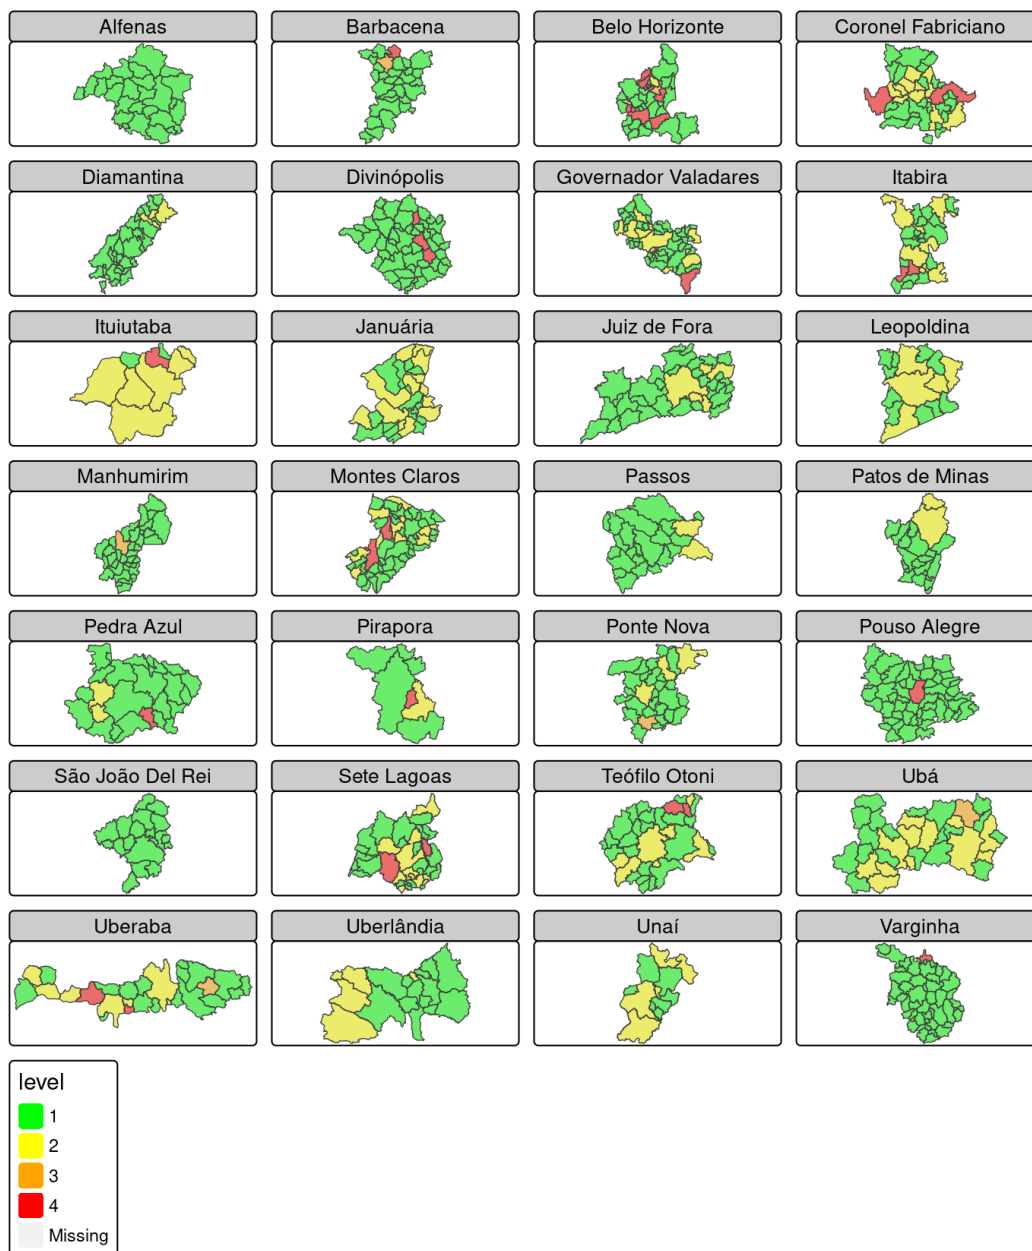 Alfenas
Barbacena
Belo Horizonte
Coronel Fabriciano
Diamantina
Divinópolis
Governador Valadares
Itabira
Ituiutaba
Januária
Juiz de Fora
Leopoldina
Manhumirim
Montes Claros
Passos
Patos de Minas
Pedra Azul
Pirapora
Ponte Nova
Pouso Alegre
São João Del Rei
Sete Lagoas
Teófilo Otoni
Ubá
Uberaba
Uberlândia
Unaí
Varginha
level
1
2
3
4
Missing